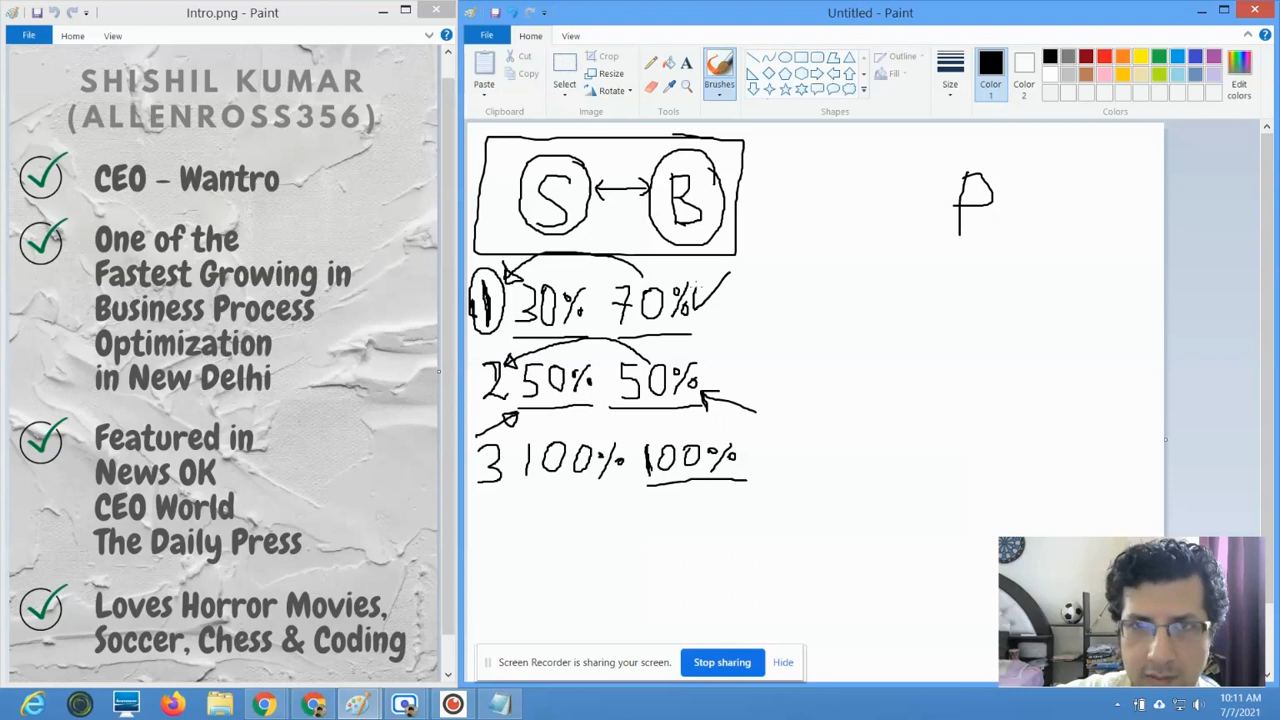 Intro.png - Paint
File
Home
View
SHISHIL KUMAR
(ALLENROSS356)
CEO - Wantro
One of the
Fastest Growing in
Business Process
Optimization
in New Delhi
Featured in
News OK
CEO World
The Daily Press
Loves Horror Movies,
Soccer, Chess & Coding
Untitled - Paint
File
Home
View
Paste
Cut
Copy
Clipboard
Select
Crop
Resize
Rotate
Image
A
Tools
Brushes
Outline
Fill
Shapes
Size
Color 1
Color 2
Edit colors
Colors
S B
P
1 30% 70%
2 50% 50%
3 100% 100%
Screen Recorder is sharing your screen.
Stop sharing
Hide
10:11 AM
7/7/2021